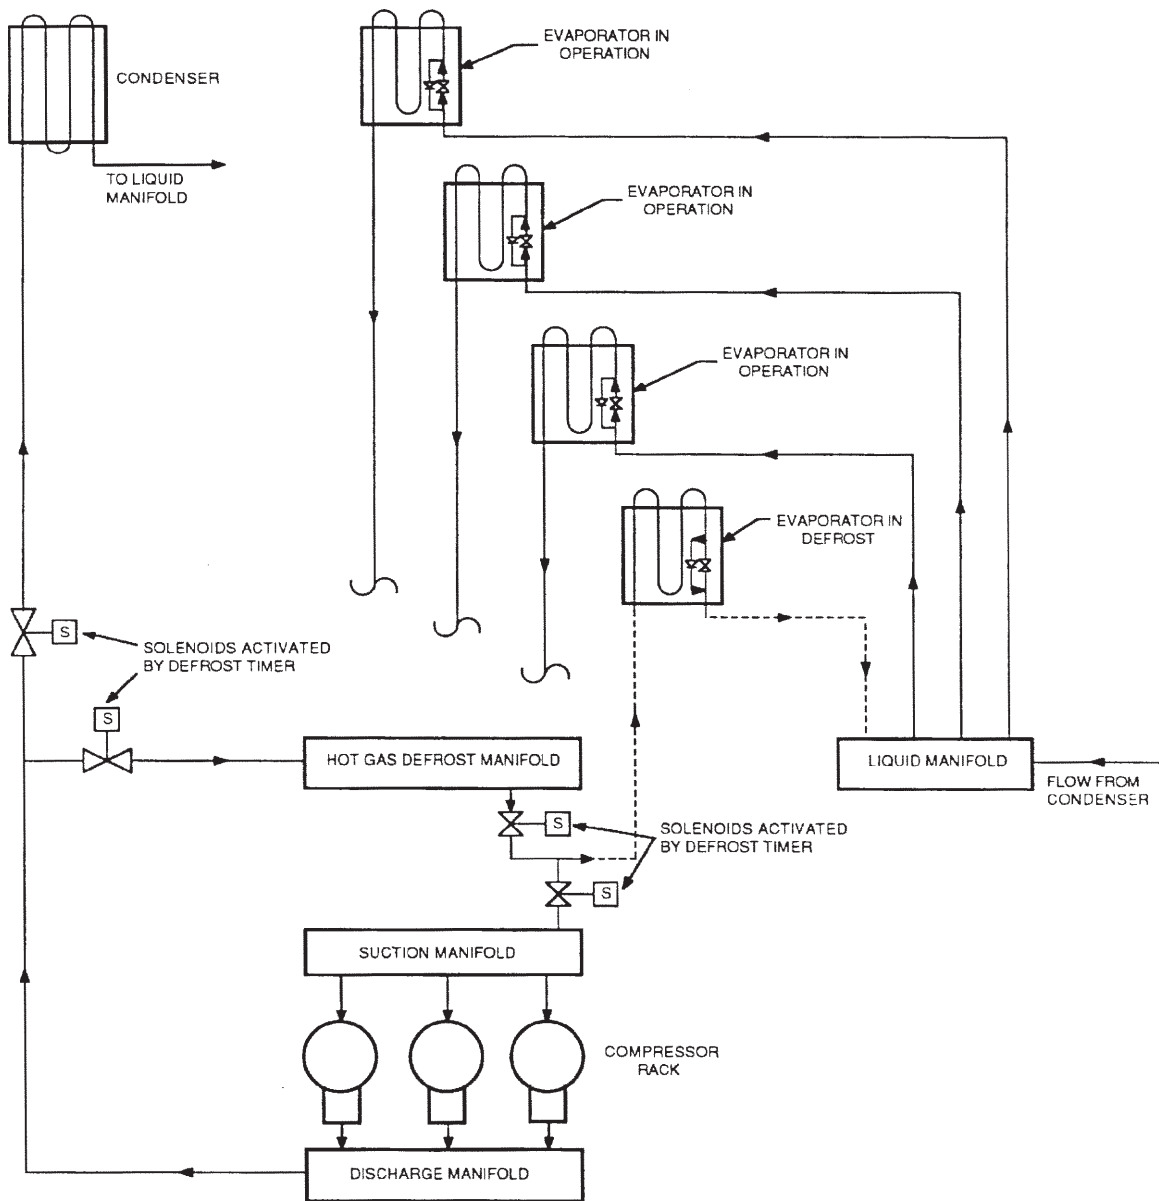 CONDENSER
TO LIQUID
MANIFOLD
EVAPORATOR IN
OPERATION
EVAPORATOR IN
OPERATION
EVAPORATOR IN
OPERATION
EVAPORATOR IN
DEFROST
S
SOLENOIDS ACTIVATED
BY DEFROST TIMER
S
HOT GAS DEFROST MANIFOLD
LIQUID MANIFOLD
FLOW FROM
CONDENSER
S
SOLENOIDS ACTIVATED
BY DEFROST TIMER
S
SUCTION MANIFOLD
COMPRESSOR
RACK
DISCHARGE MANIFOLD